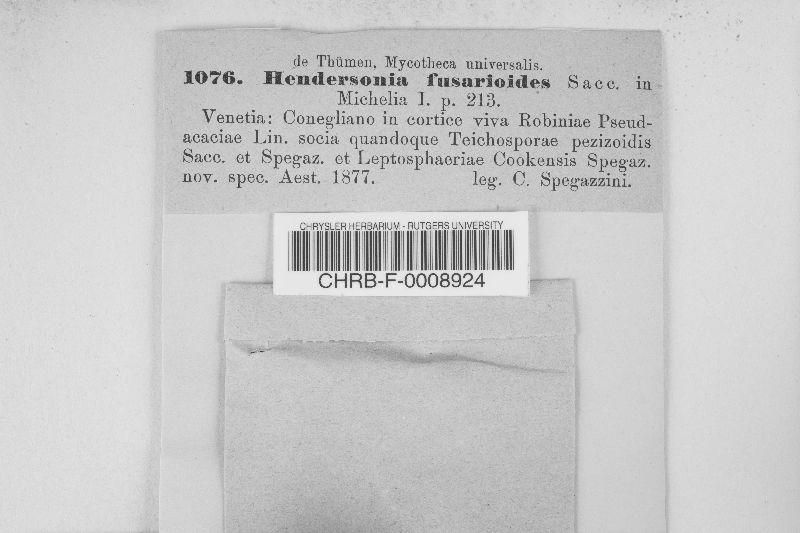 de Thümen, Mycotheca universalis.
1076. Hendersonia fusarioides Sacc. in
Michelia I. p. 213.
Venetia: Conegliano in cortice viva Robiniae Pseud-
acaciae Lin. socia quandoque Teichosporae pezizoidis
Sacc. et Spegaz. et Leptosphaeriae Cookensis Spegaz.
nov. spec. Aest. 1877. leg. C. Spegazzini.
CHRYSLER HERBARIUM - RUTGERS UNIVERSITY
CHRB-F-0008924